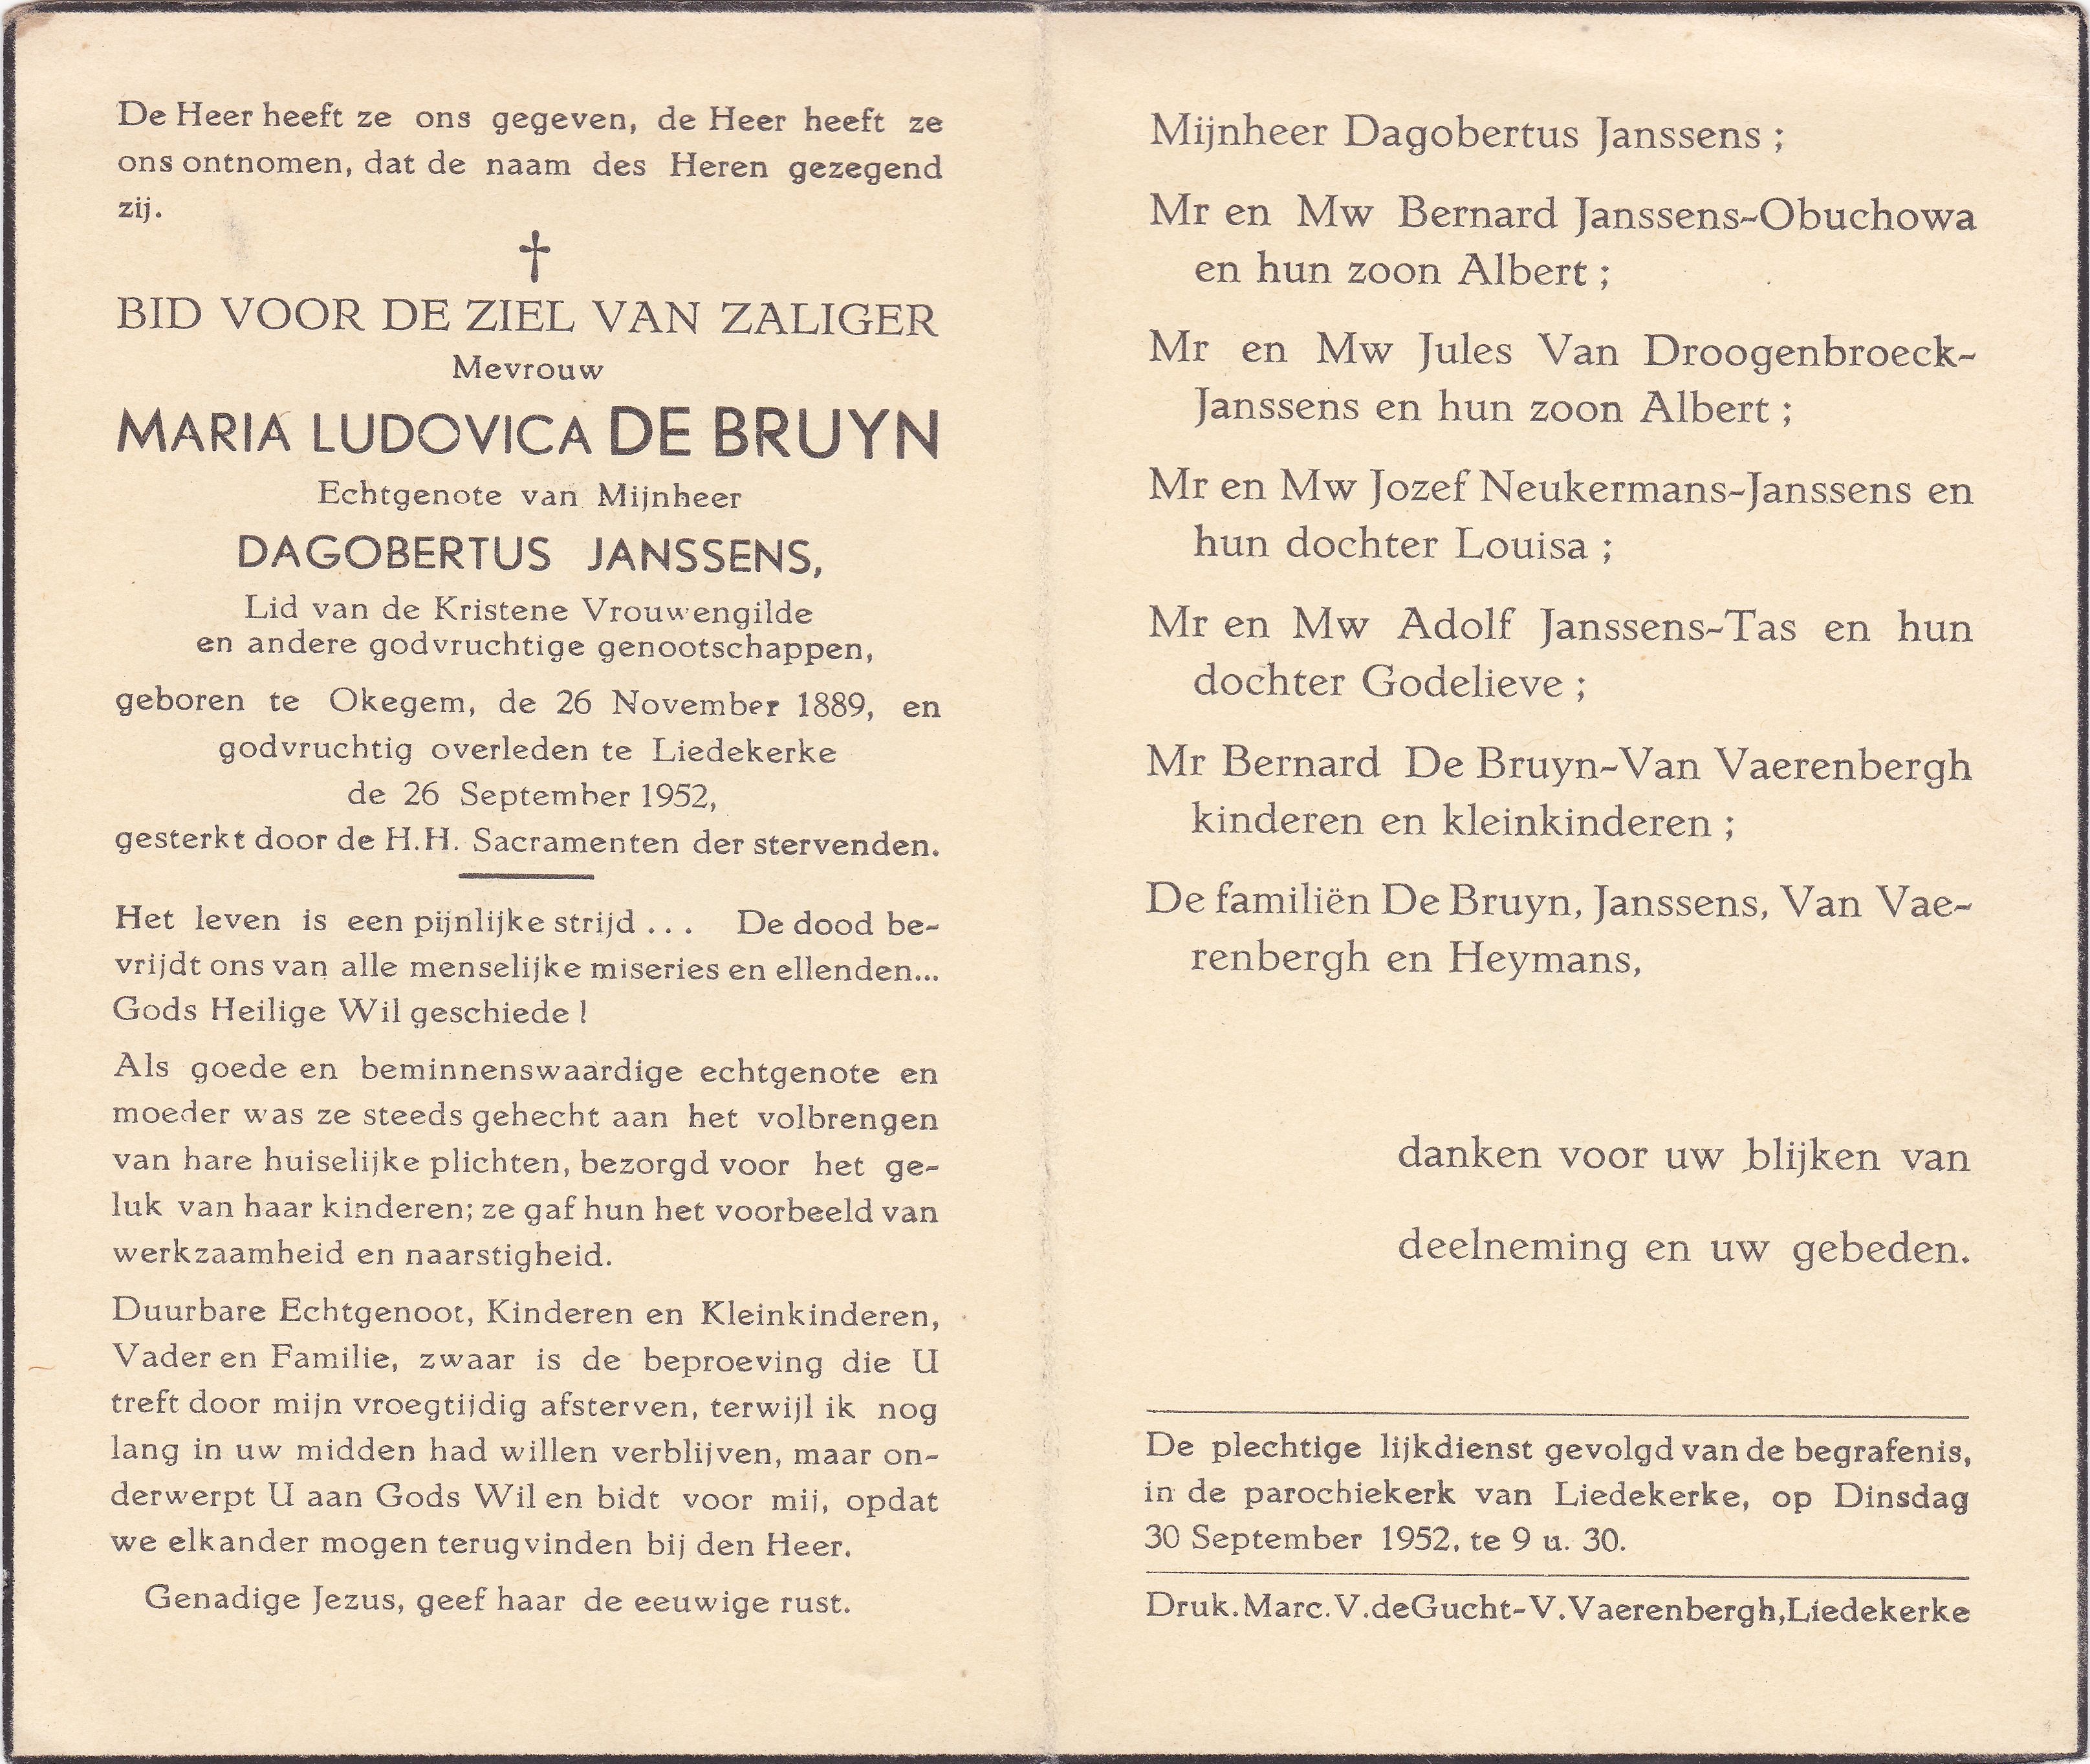 De Heer heeft ze ons gegeven, de Heer heeft ze
ons ontnomen, dat de naam des Heren gezegend
zij.
†
BID VOOR DE ZIEL VAN ZALIGER
Mevrouw
MARIA LUDOVICA DE BRUYN
Echtgenote van Mijnheer
DAGOBERTUS JANSSENS,
Lid van de Kristene Vrouwengilde
en andere godvruchtige genootschappen,
geboren te Okegem, de 26 November 1889, en
godvruchtig overleden te Liedekerke
de 26 September 1952,
gesterkt door de H.H. Sacramenten der stervenden.
Het leven is een pijnlijke strijd . . . De dood be-
vrijdt ons van alle menselijke miseries en ellenden...
Gods Heilige Wil geschiede !
Als goede en beminnenswaardige echtgenote en
moeder was ze steeds gehecht aan het volbrengen
van hare huiselijke plichten, bezorgd voor het ge-
luk van haar kinderen; ze gaf hun het voorbeeld van
werkzaamheid en naarstigheid.
Duurbare Echtgenoot, Kinderen en Kleinkinderen,
Vader en Familie, zwaar is de beproeving die U
treft door mijn vroegtijdig afsterven, terwijl ik nog
lang in uw midden had willen verblijven, maar on-
derwerpt U aan Gods Wil en bidt voor mij, opdat
we elkander mogen terugvinden bij den Heer.
Genadige Jezus, geef haar de eeuwige rust.
Mijnheer Dagobertus Janssens ;
Mr en Mw Bernard Janssens-Obuchowa
en hun zoon Albert ;
Mr en Mw Jules Van Droogenbroeck-
Janssens en hun zoon Albert ;
Mr en Mw Jozef Neukermans-Janssens en
hun dochter Louisa ;
Mr en Mw Adolf Janssens-Tas en hun
dochter Godelieve ;
Mr Bernard De Bruyn-Van Vaerenbergh
kinderen en kleinkinderen ;
De familiën De Bruyn, Janssens, Van Vae-
renbergh en Heymans,
danken voor uw blijken van
deelneming en uw gebeden.
De plechtige lijkdienst gevolgd van de begrafenis,
in de parochiekerk van Liedekerke, op Dinsdag
30 September 1952, te 9 u. 30.
Druk.Marc.V.deGucht-V.Vaerenbergh,Liedekerke